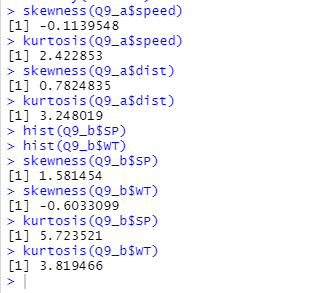 > skewness(Q9_a$speed)
[1] -0.1139548
> kurtosis(Q9_a$speed)
[1] 2.422853
> skewness(Q9_a$dist)
[1] 0.7824835
> kurtosis(Q9_a$dist)
[1] 3.248019
> hist(Q9_b$SP)
> hist(Q9_b$WT)
> skewness(Q9_b$SP)
[1] 1.581454
> skewness(Q9_b$WT)
[1] -0.6033099
> kurtosis(Q9_b$SP)
[1] 5.723521
> kurtosis(Q9_b$WT)
[1] 3.819466
>